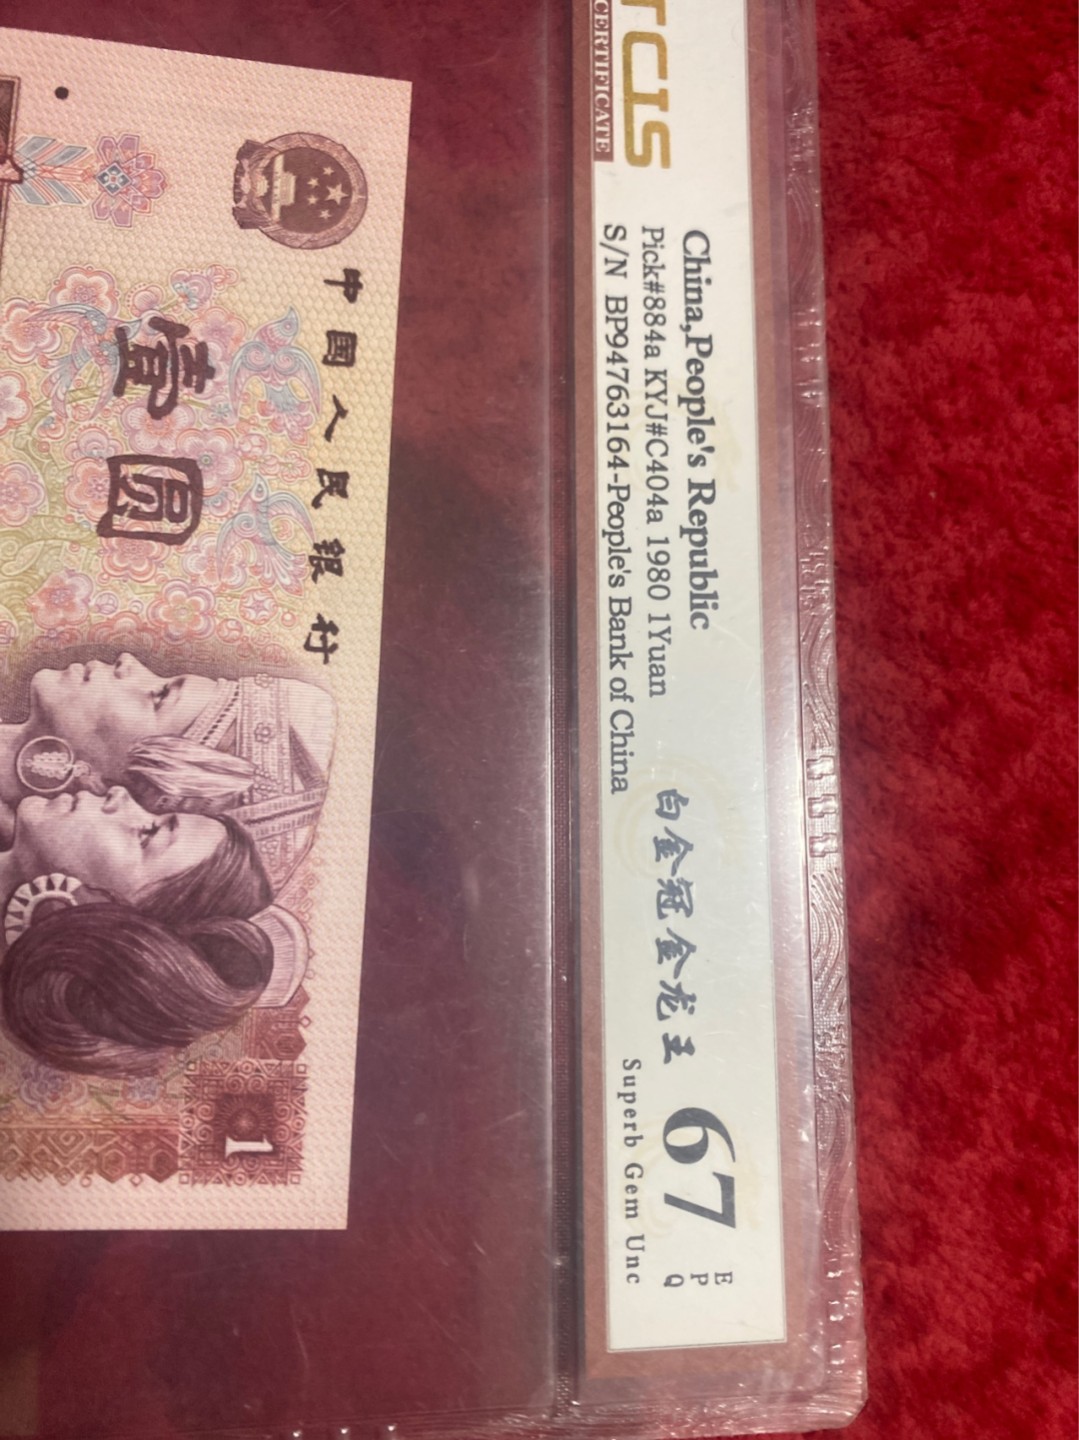 TCIS
CERTIFICATE
China,People's Republic
Pick#884a KYJ#C404a 1980 1Yuan
S/N BP94763164-People's Bank of China
白金冠金龙王
67
EPQ
Superb Gem Unc
中国人民银行
壹圆
1